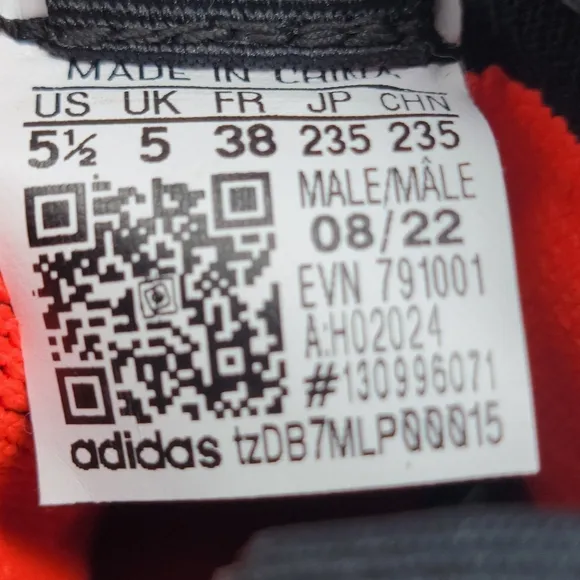 MADE IN CHINA
US UK FR JP CHN
5½ 5 38 235 235
MALE/MÂLE
08/22
EVN 791001
A:H02024
#130996071
adidas tzDB7MLP00015